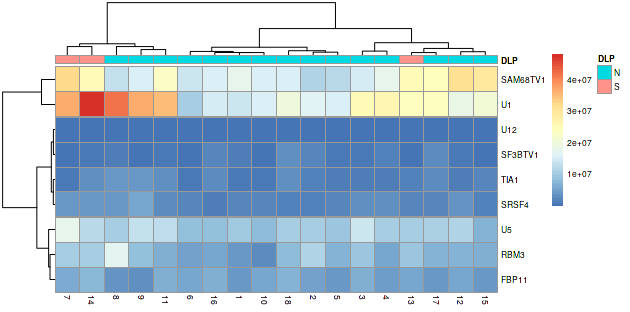 DLP
SAM68TV1
U1
U12
SF3BTV1
TIA1
SRSF4
U5
RBM3
FBP11
7 14 8 9 11 6 16 1 10 18 2 5 3 4 13 17 12 15
4e+07
3e+07
2e+07
1e+07
DLP
N
S